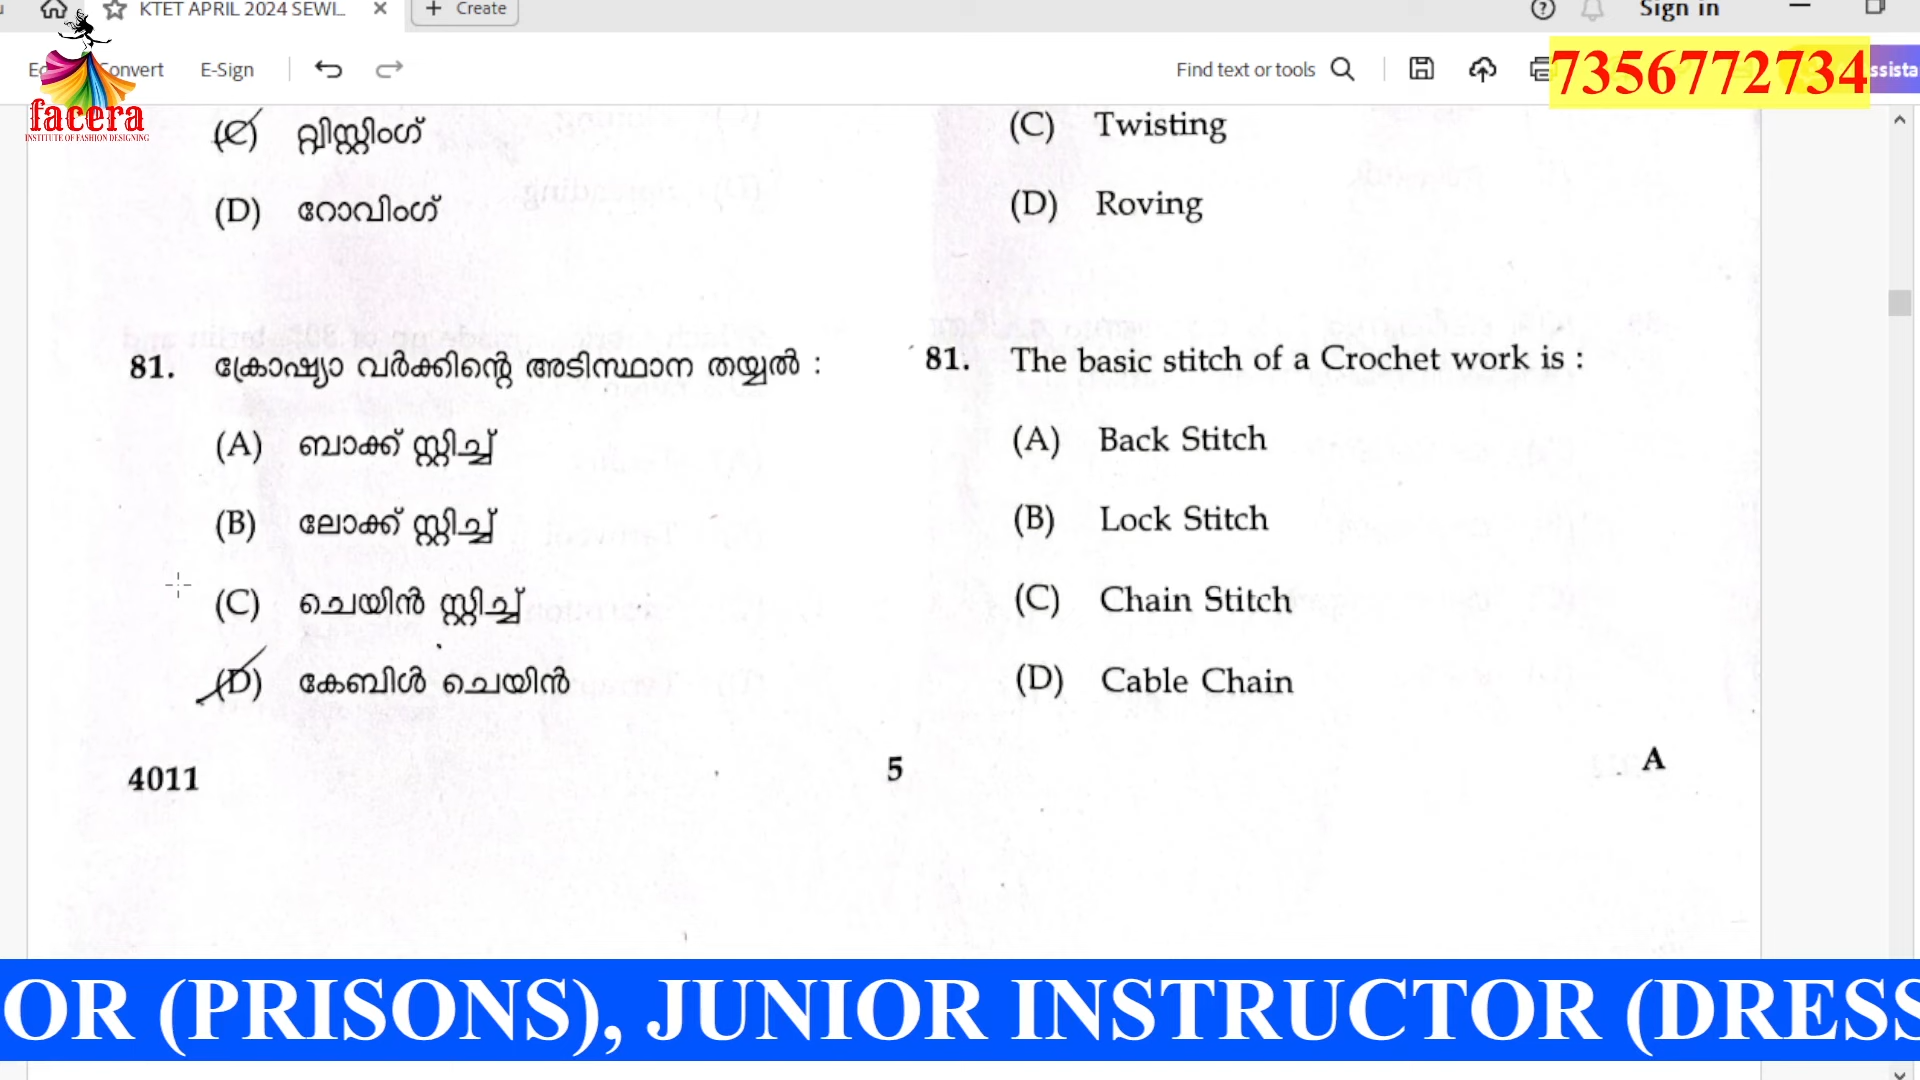 KTET APRIL 2024 SEWI...
Create
Sign in
Convert
E-Sign
Find text or tools
7356772734
ssista
facera
INSTITUTE OF FASHION DESIGNING
(C) റ്റ്വിസ്റ്റിംഗ്
(D) റോവിംഗ്
(C) Twisting
(D) Roving
81. ക്രോഷ്യാ വർക്കിന്റെ അടിസ്ഥാന തയ്യൽ :
(A) ബാക്ക് സ്റ്റിച്ച്
(B) ലോക്ക് സ്റ്റിച്ച്
(C) ചെയിൻ സ്റ്റിച്ച്
(D) കേബിൾ ചെയിൻ
81. The basic stitch of a Crochet work is :
(A) Back Stitch
(B) Lock Stitch
(C) Chain Stitch
(D) Cable Chain
4011
5
A
OR (PRISONS), JUNIOR INSTRUCTOR (DRESS